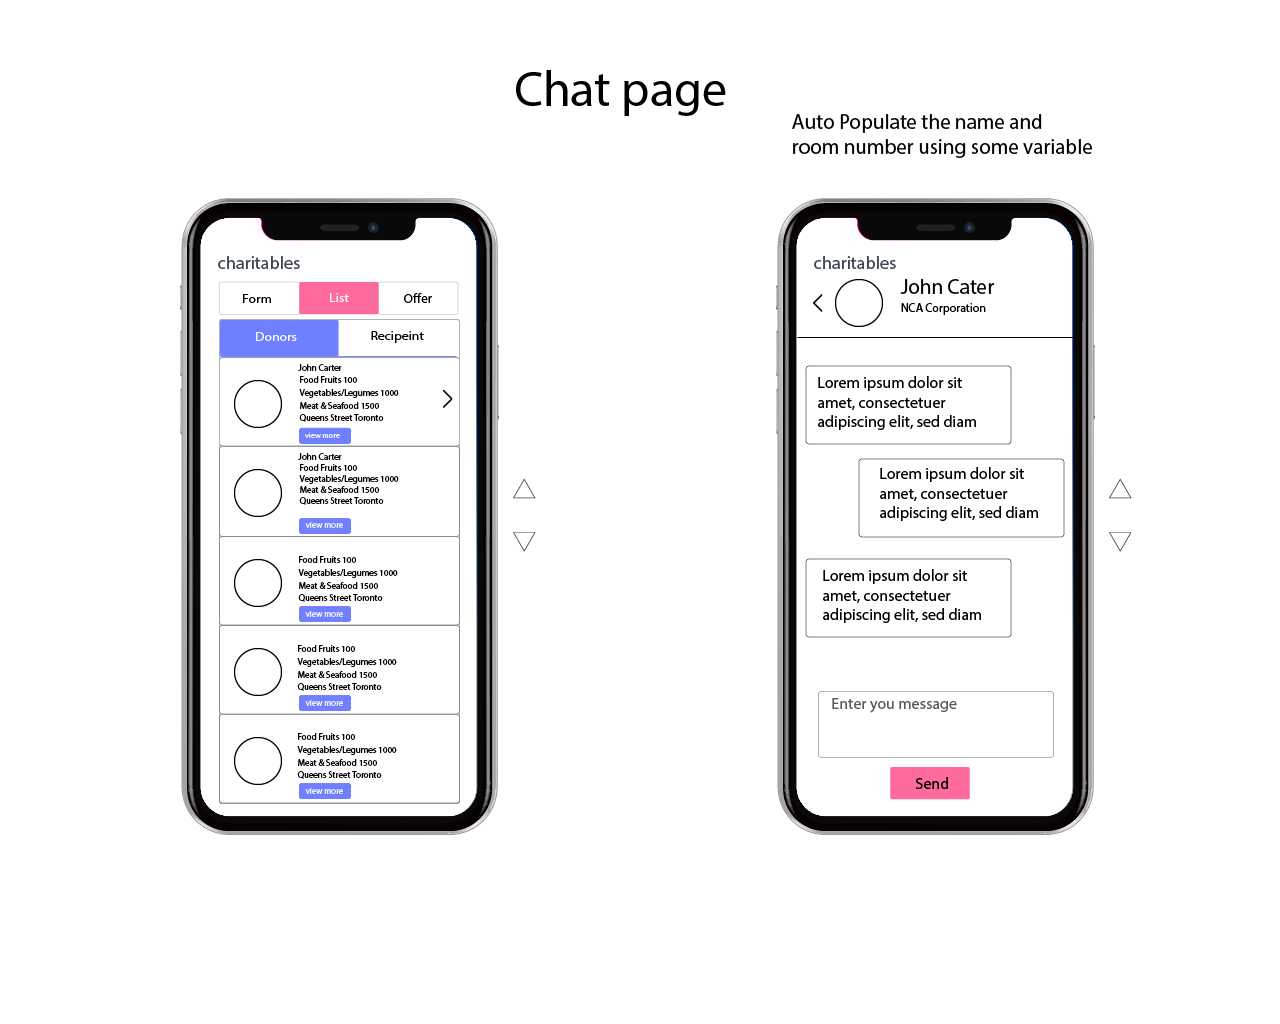 Chat page
Auto Populate the name and
room number using some variable
charitables
Form List Offer
Donors Recipeint
John Carter
Food Fruits 100
Vegetables/Legumes 1000
Meat & Seafood 1500
Queens Street Toronto
view more
John Carter
Food Fruits 100
Vegetables/Legumes 1000
Meat & Seafood 1500
Queens Street Toronto
view more
Food Fruits 100
Vegetables/Legumes 1000
Meat & Seafood 1500
Queens Street Toronto
view more
Food Fruits 100
Vegetables/Legumes 1000
Meat & Seafood 1500
Queens Street Toronto
view more
Food Fruits 100
Vegetables/Legumes 1000
Meat & Seafood 1500
Queens Street Toronto
view more
charitables
John Cater
NCA Corporation
Lorem ipsum dolor sit
amet, consectetuer
adipiscing elit, sed diam
Lorem ipsum dolor sit
amet, consectetuer
adipiscing elit, sed diam
Lorem ipsum dolor sit
amet, consectetuer
adipiscing elit, sed diam
Enter you message
Send